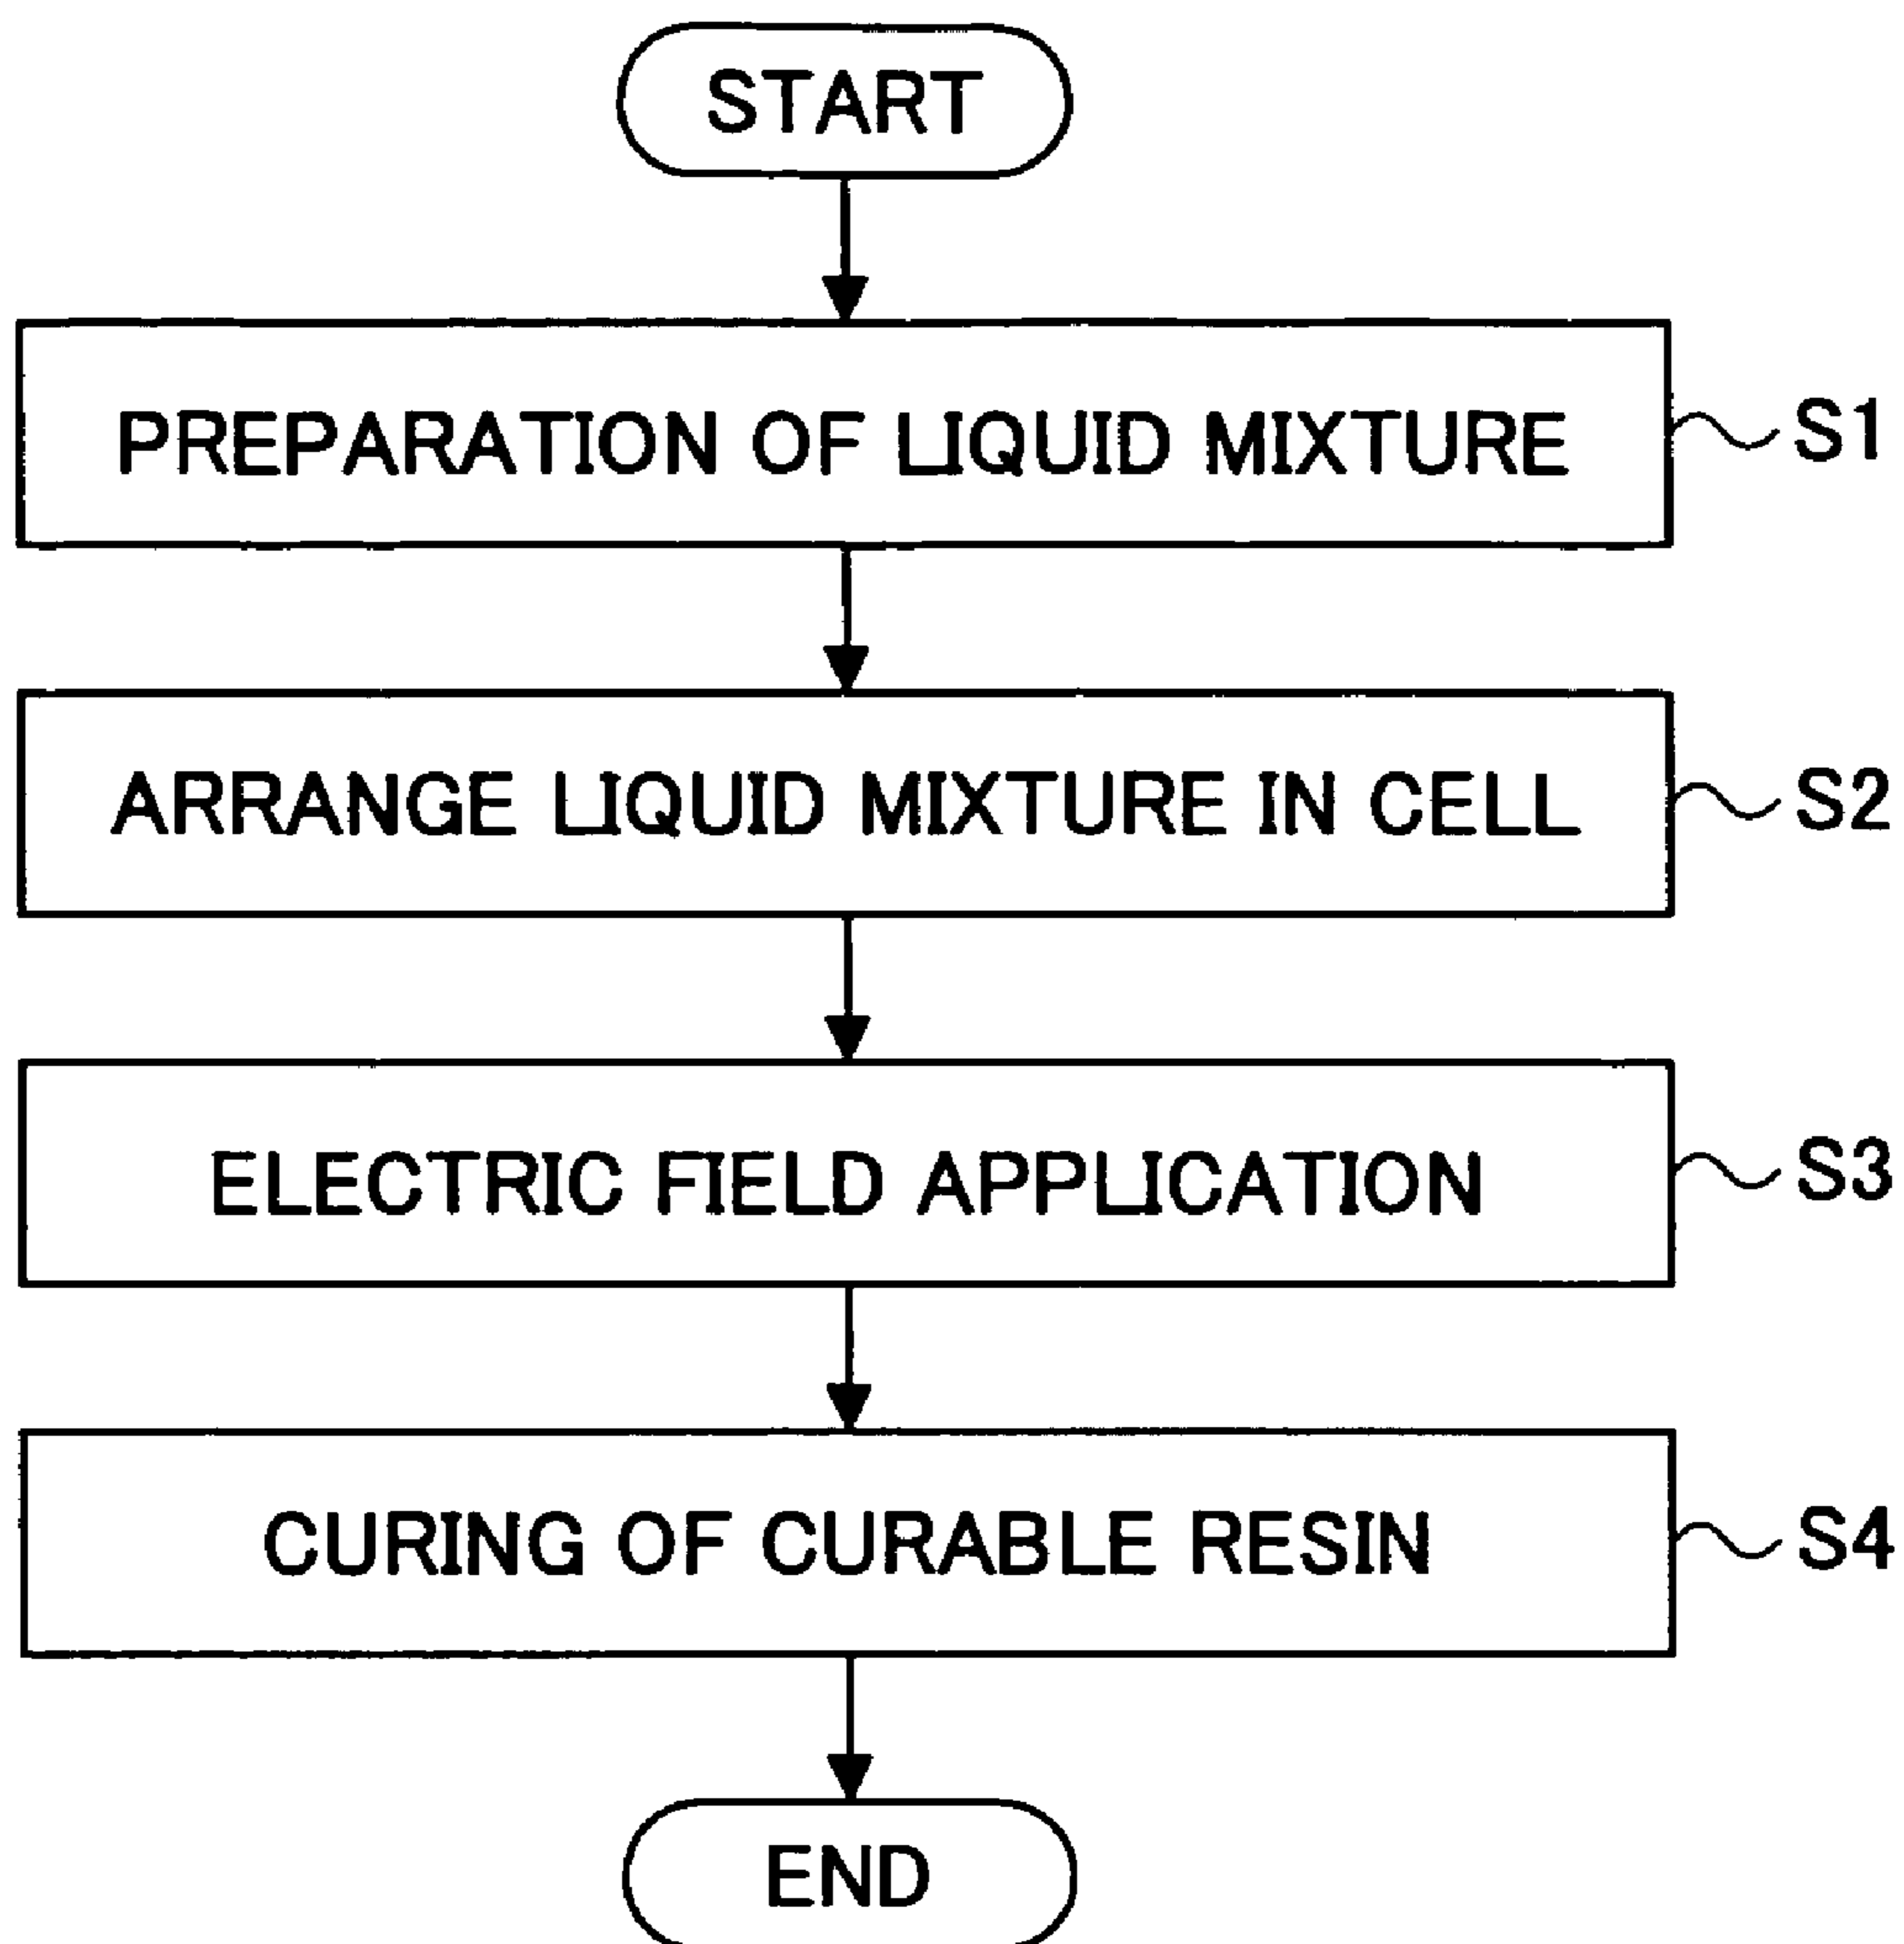 START
PREPARATION OF LIQUID MIXTURE
S1
ARRANGE LIQUID MIXTURE IN CELL
S2
ELECTRIC FIELD APPLICATION
S3
CURING OF CURABLE RESIN
S4
END